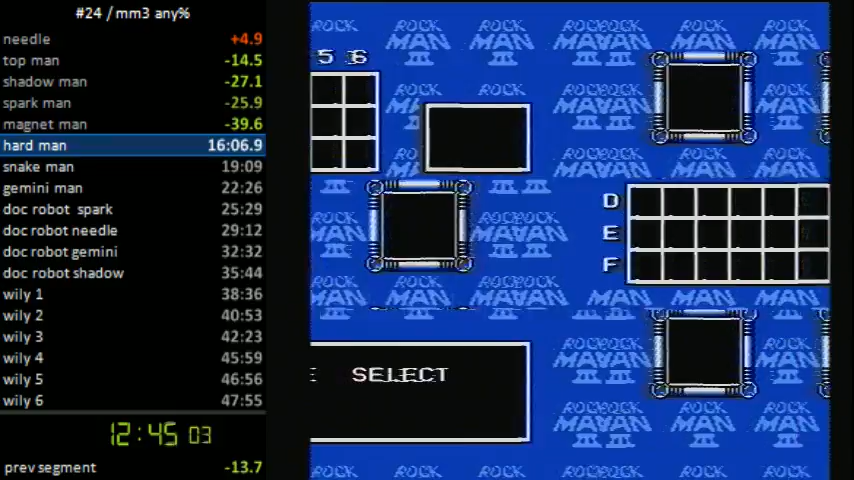 #24 / mm3 any%
needle +4.9
top man -14.5
shadow man -27.1
spark man -25.9
magnet man -39.6
hard man 16:06.9
snake man 19:09
gemini man 22:26
doc robot spark 25:29
doc robot needle 29:12
doc robot gemini 32:32
doc robot shadow 35:44
wily 1 38:36
wily 2 40:53
wily 3 42:23
wily 4 45:59
wily 5 46:56
wily 6 47:55
12:45 03
prev segment -13.7
5 6
D
E
F
SELECT
ROCK
MAN
III